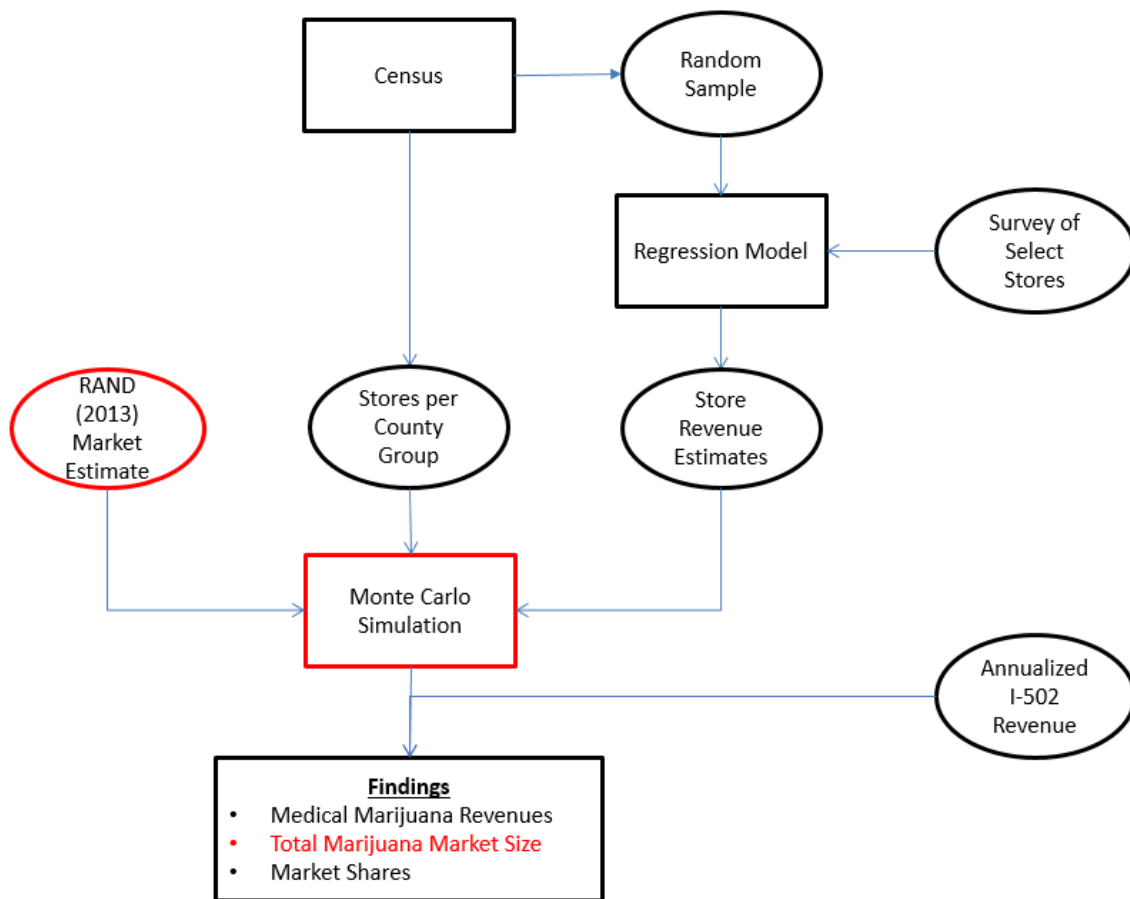 Census
Random
Sample
Regression Model
Survey of
Select
Stores
RAND
(2013)
Market
Estimate
Stores per
County
Group
Store
Revenue
Estimates
Monte Carlo
Simulation
Annualized
I-502
Revenue
Findings
• Medical Marijuana Revenues
• Total Marijuana Market Size
• Market Shares